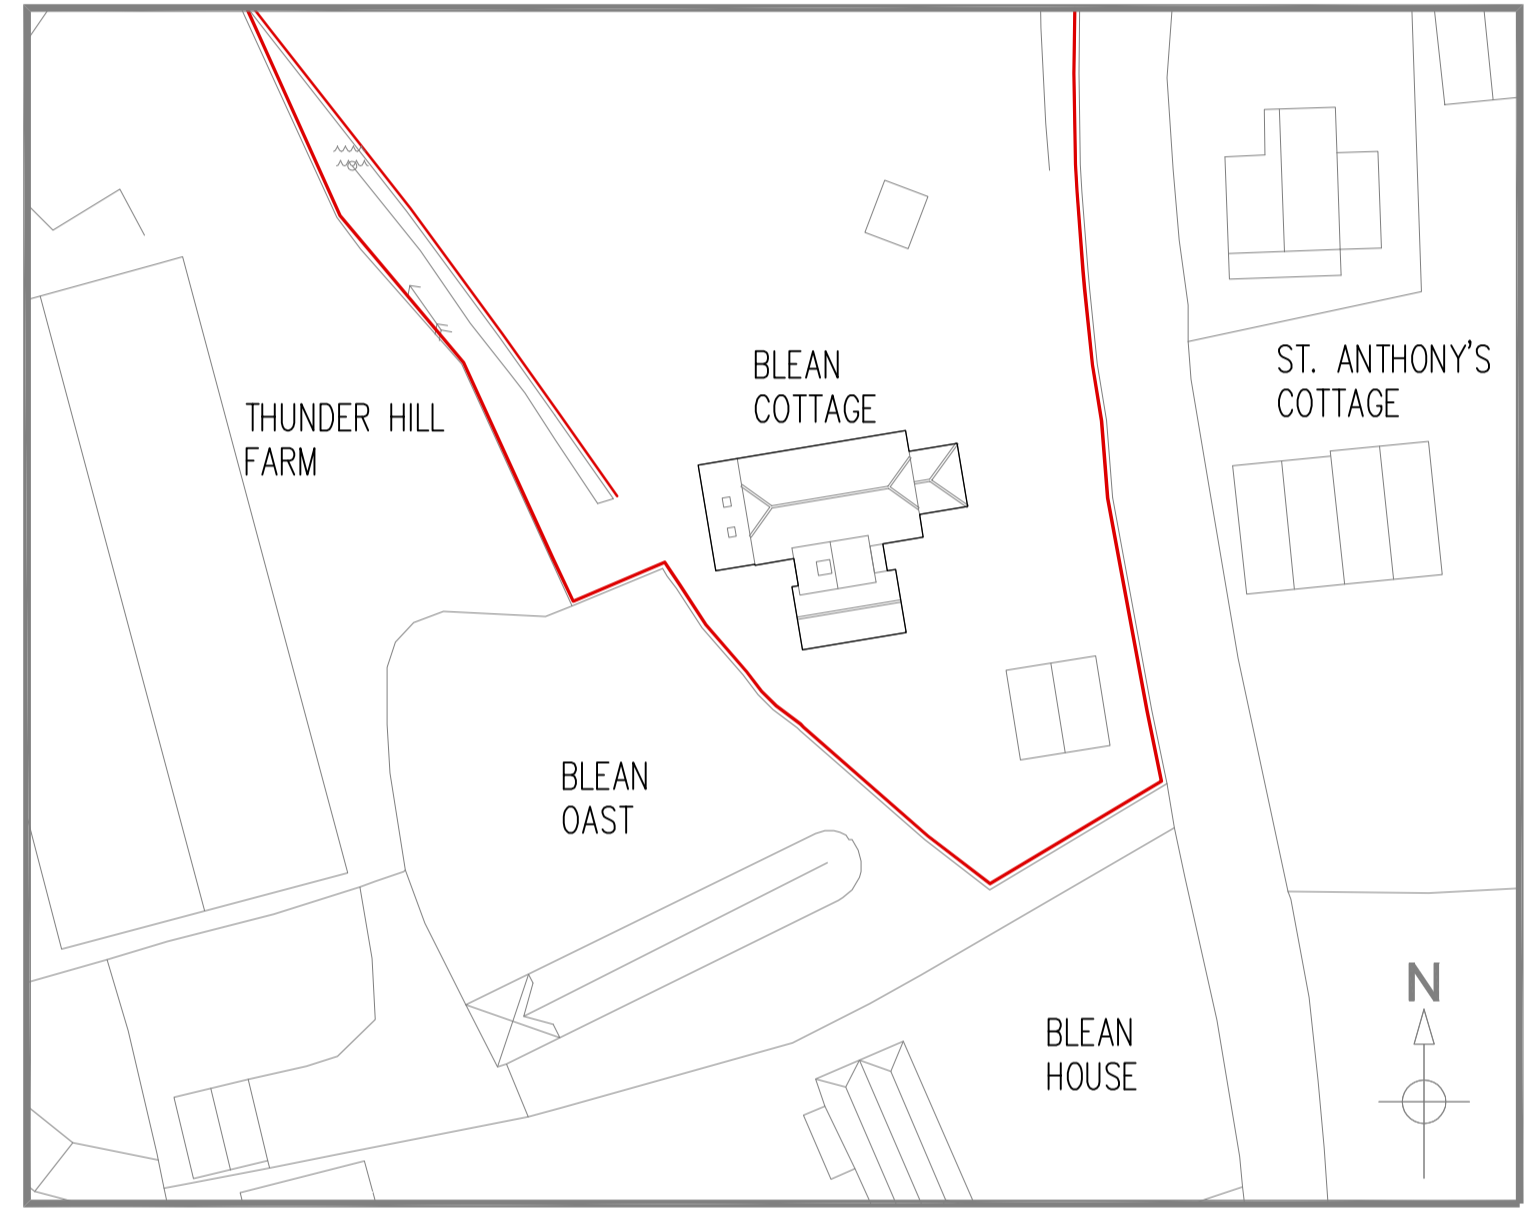 BLEAN
COTTAGE
ST. ANTHONY'S
COTTAGE
THUNDER HILL
FARM
BLEAN
OAST
BLEAN
HOUSE
N